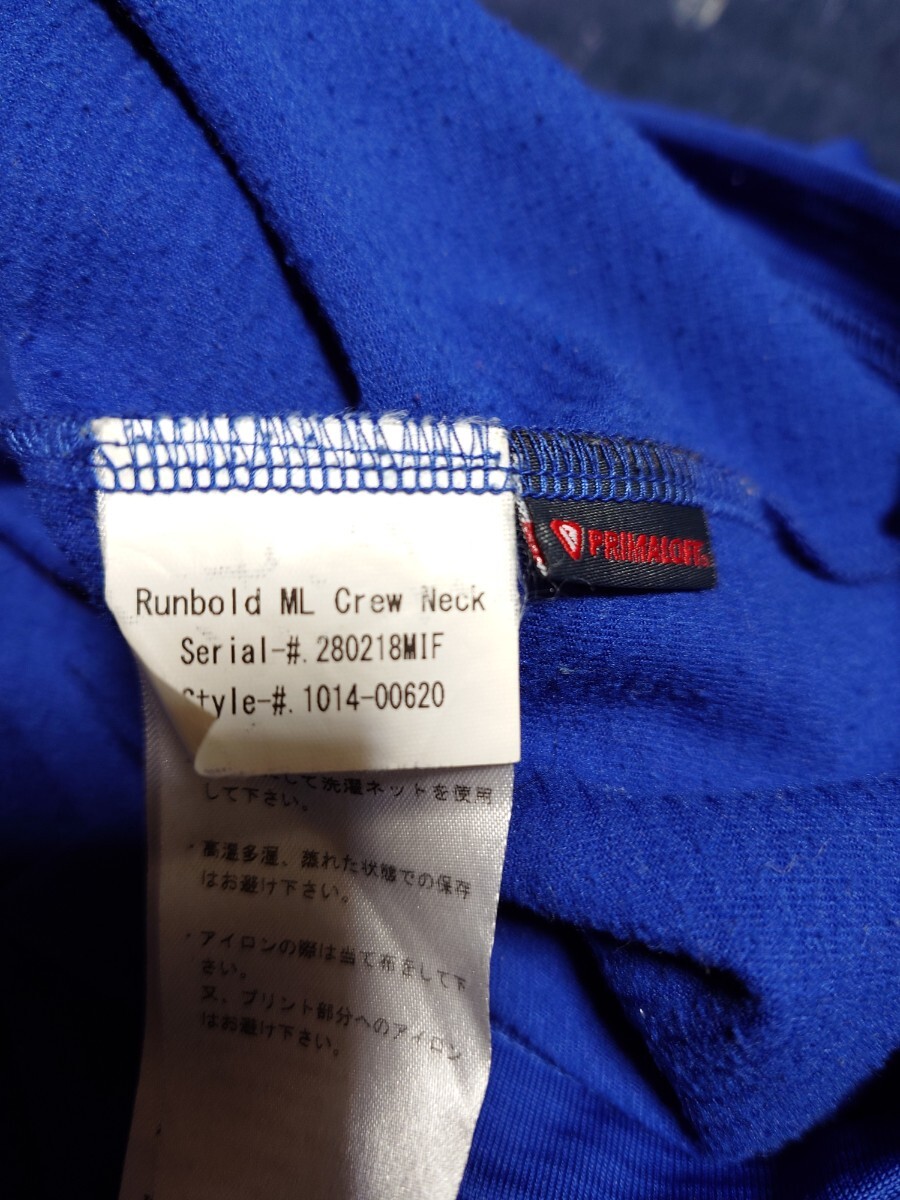 Runbold ML Crew Neck
Serial-#.280218MIF
Style-#.1014-00620
PRIMALOFT
して洗濯ネットを使用
して下さい。
・高温多湿、蒸れた状態での保存
はお避け下さい。
・アイロンの際は当て布をして下
さい。
又、プリント部分へのアイロン
はお避け下さい。